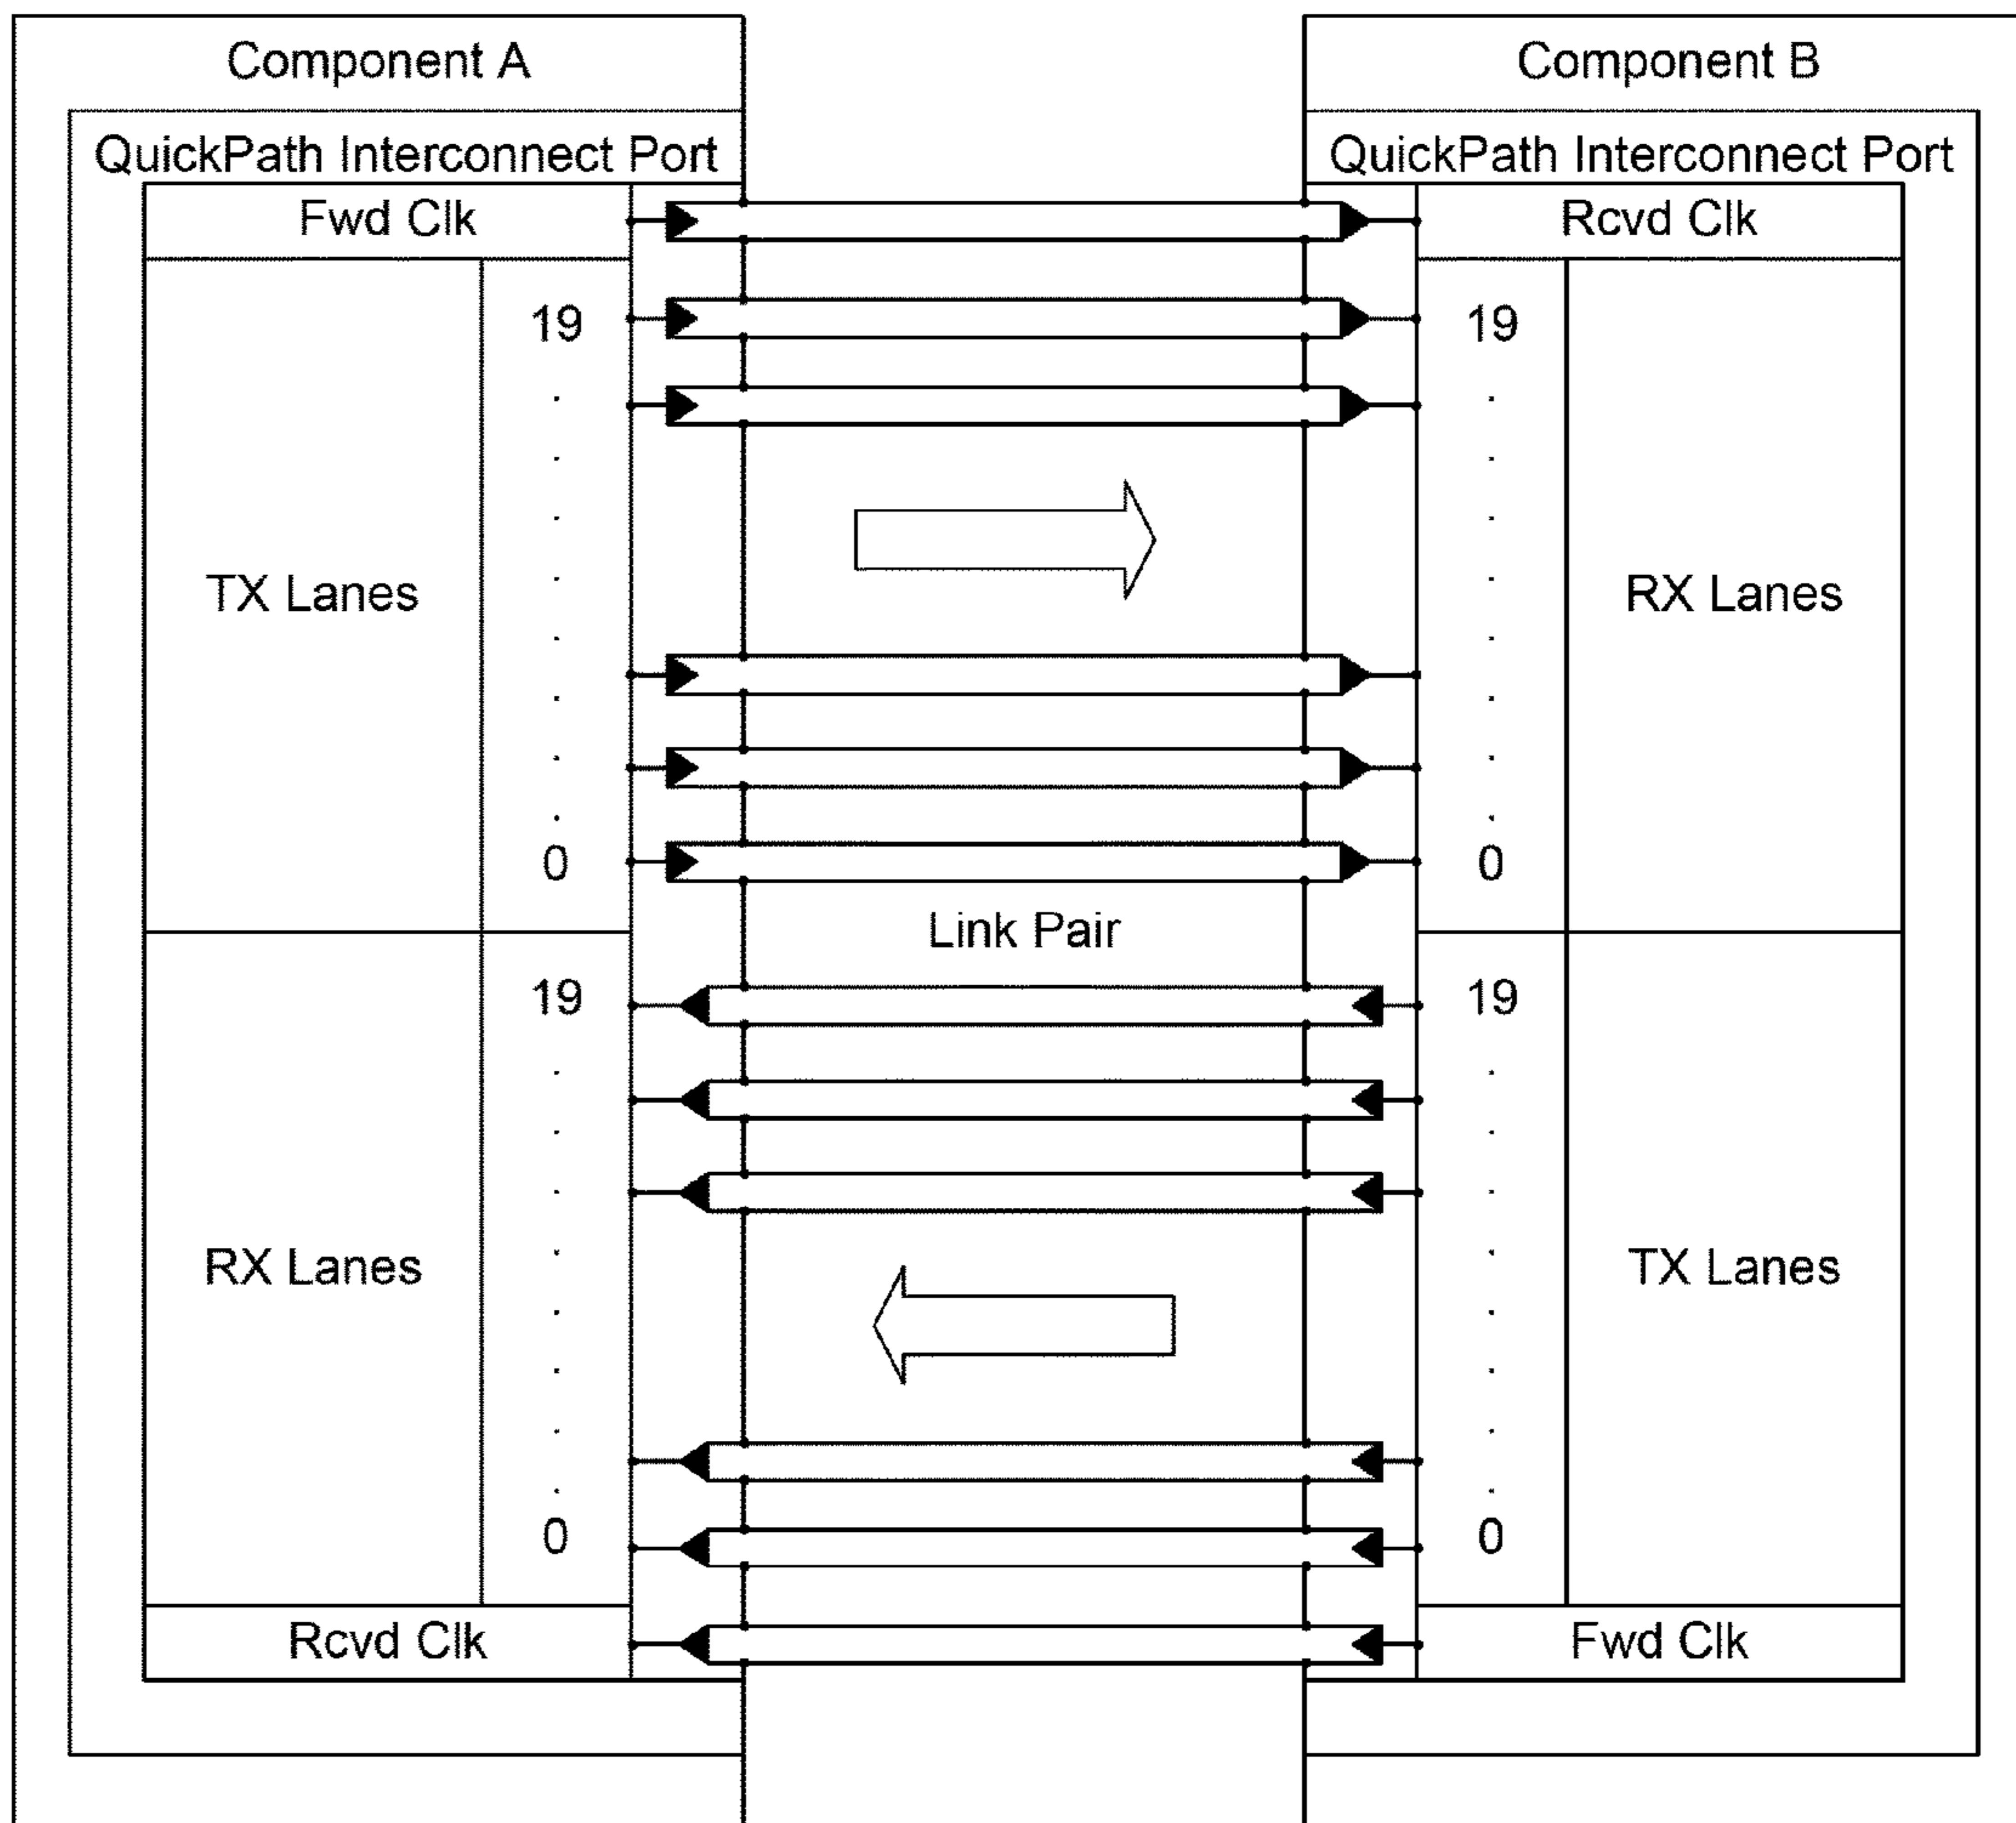 Component A
Component B
QuickPath Interconnect Port
QuickPath Interconnect Port
Fwd Clk
Rcvd Clk
19
19
TX Lanes
RX Lanes
0
0
Link Pair
19
19
RX Lanes
TX Lanes
0
0
Rcvd Clk
Fwd Clk